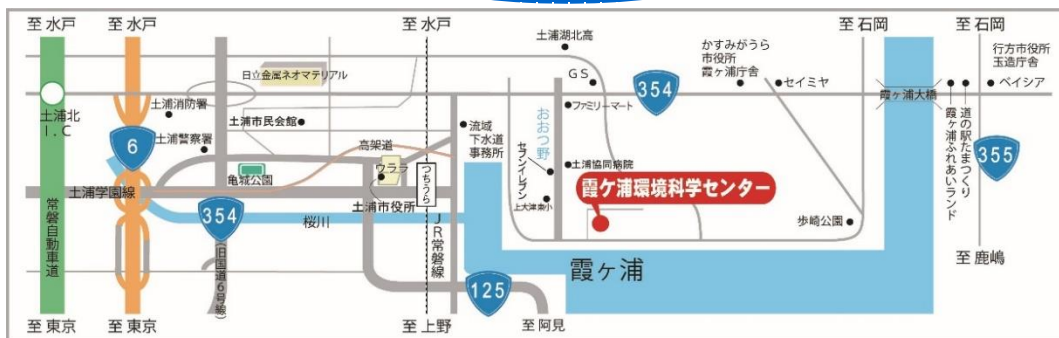 至 水戸
至 水戸
至 水戸
至 石岡
至 石岡
土浦湖北高
かすみがうら
市役所
霞ヶ浦庁舎
行方市役所
玉造庁舎
日立金属ネオマテリアル
GS
354
セイミヤ
ベイシア
霞ヶ浦大橋
土浦北
I.C
土浦消防署
土浦市民会館
ファミリーマート
おおつ野
6
流域
下水道
事務所
道の駅たまつくり
霞ヶ浦ふれあいランド
355
土浦警察署
高架道
ウララ
つちうら
セブンイレブン
土浦協同病院
亀城公園
霞ケ浦環境科学センター
土浦学園線
土浦市役所
上大津東小
354
桜川
歩崎公園
常磐自動車道
(旧国道6号線)
JR常磐線
霞ヶ浦
至 鹿嶋
125
至 東京
至 東京
至 上野
至 阿見